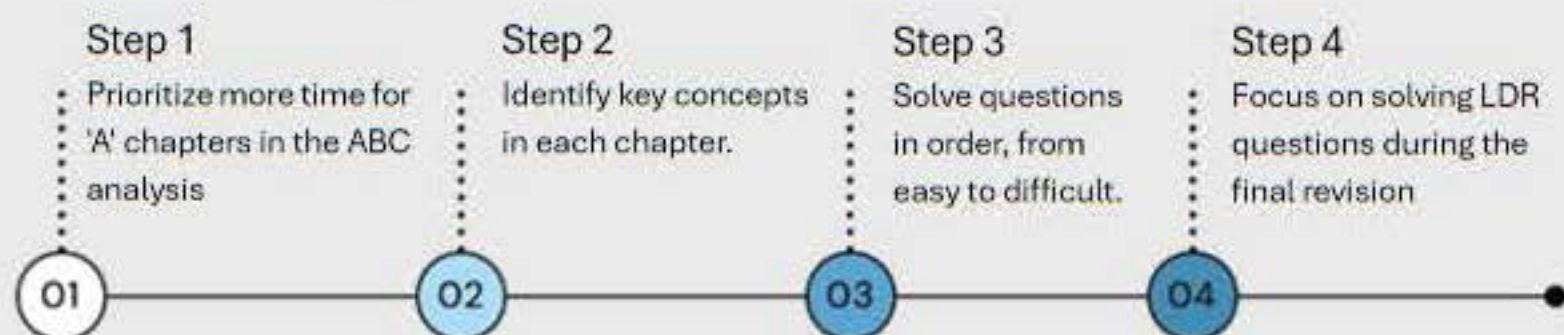 Step 1
Prioritize more time for
'A' chapters in the ABC
analysis
01
Step 2
Identify key concepts
in each chapter.
02
Step 3
Solve questions
in order, from
easy to difficult.
03
Step 4
Focus on solving LDR
questions during the
final revision
04